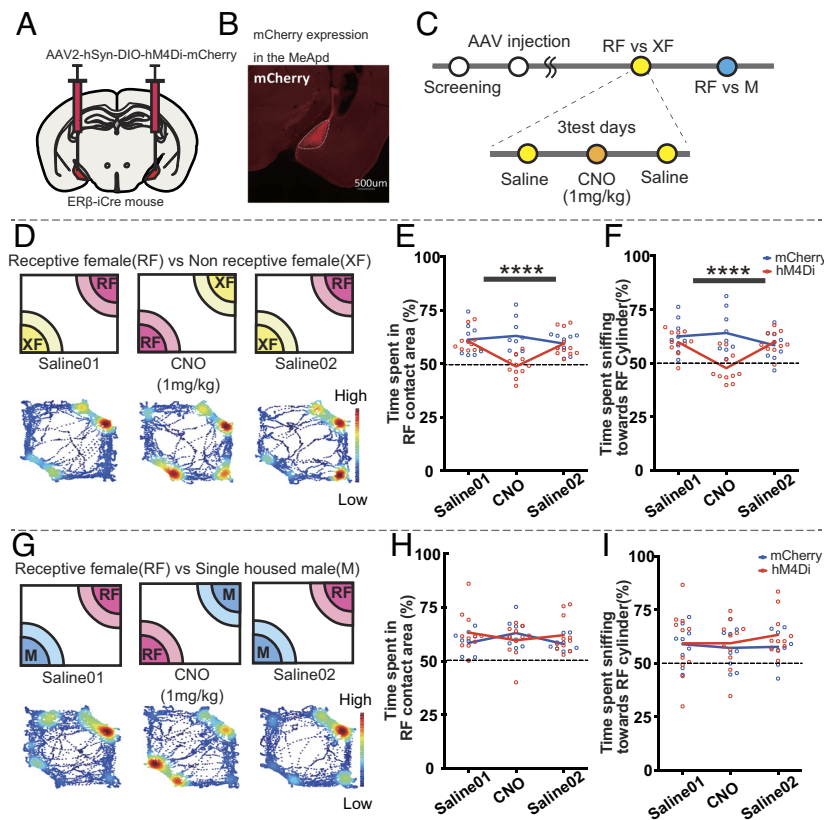 A
AAV2-hSyn-DIO-hM4Di-mCherry
ERβ-iCre mouse
B
mCherry expression
in the MeApd
mCherry
500um
C
AAV injection
RF vs XF
Screening
RF vs M
3test days
Saline
CNO
(1mg/kg)
Saline
D
Receptive female(RF) vs Non receptive female(XF)
RF
XF
RF
XF
RF
XF
Saline01
CNO
(1mg/kg)
Saline02
High
Low
E
Time spent in
RF contact area (%)
100
75
50
25
0
****
Saline01
CNO
Saline02
F
Time spent sniffing
towards RF Cylinder(%)
100
75
50
25
0
****
mCherry
hM4Di
Saline01
CNO
Saline02
G
Receptive female(RF) vs Single housed male(M)
RF
M
RF
M
RF
M
Saline01
CNO
(1mg/kg)
Saline02
High
Low
H
Time spent in
RF contact area (%)
100
75
50
25
0
Saline01
CNO
Saline02
I
Time spent sniffing
towards RF cylinder(%)
100
75
50
25
0
mCherry
hM4Di
Saline01
CNO
Saline02